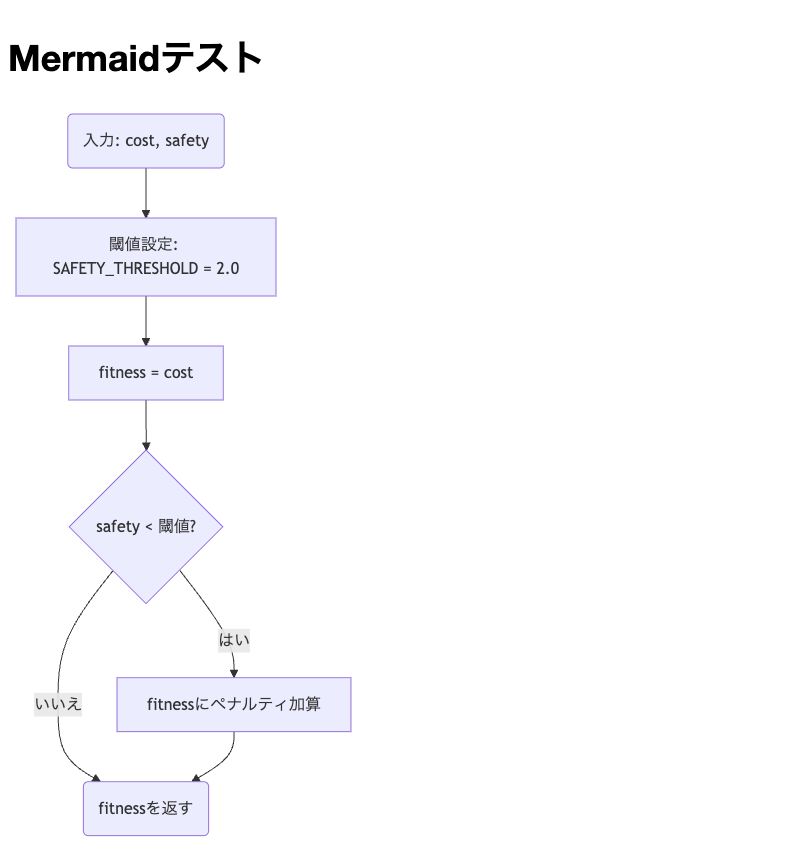 Mermaidテスト
入力: cost, safety
閾値設定:
SAFETY_THRESHOLD = 2.0
fitness = cost
safety < 閾値?
はい
いいえ
fitnessにペナルティ加算
fitnessを返す